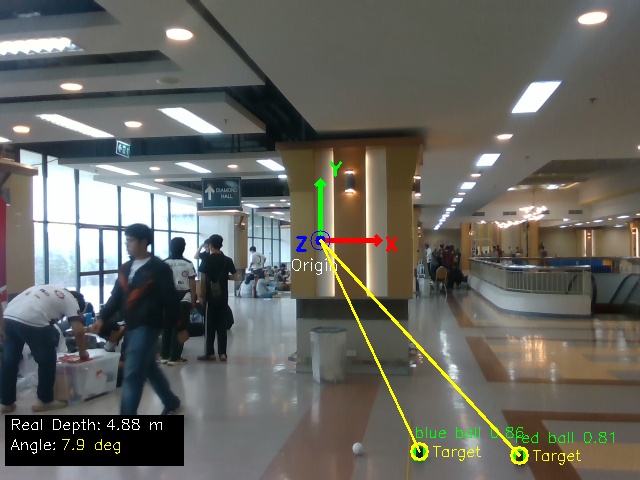 DIAMOND
HALL
Y
Z
X
Origin
Real Depth: 4.88 m
Angle: 7.9 deg
blue ball 0.86
red ball 0.81
Target
Target